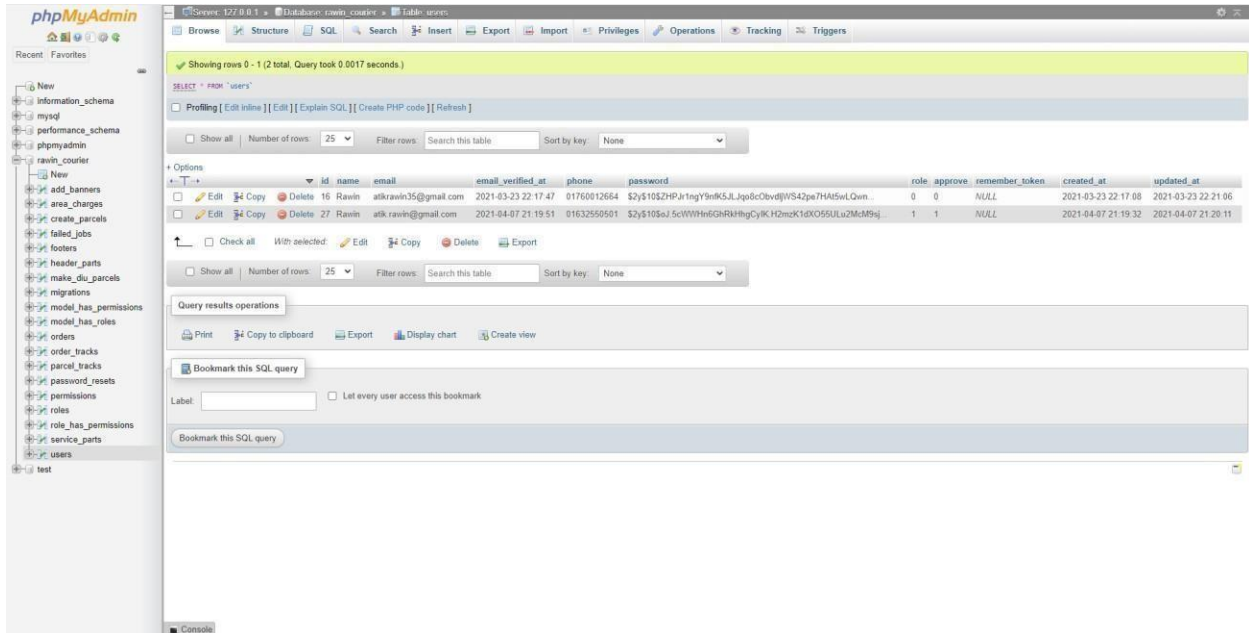 phpMyAdmin
Recent Favorites
New
information_schema
mysql
performance_schema
phpmyadmin
rawin_courier
New
add_banners
area_charges
create_parcels
failed_jobs
footers
header_parts
make_diu_parcels
migrations
model_has_permissions
model_has_roles
orders
order_tracks
parcel_tracks
password_resets
permissions
roles
role_has_permissions
service_parts
users
test
Server: 127.0.0.1 » Database: rawin_courier » Table: users
Browse Structure SQL Search Insert Export Import Privileges Operations Tracking Triggers
Showing rows 0 - 1 (2 total, Query took 0.0017 seconds.)
SELECT * FROM `users`
Profiling [ Edit inline ] [ Edit ] [ Explain SQL ] [ Create PHP code ] [ Refresh ]
Show all | Number of rows: 25 Filter rows: Search this table Sort by key: None
+ Options
id name email email_verified_at phone password role approve remember_token created_at updated_at
Edit Copy Delete 16 Rawin atikrawin35@gmail.com 2021-03-23 22:17:47 01760012664 0 0 NULL 2021-03-23 22:17:08 2021-03-23 22:21:06
Edit Copy Delete 27 Rawin atik.rawin@gmail.com 2021-04-07 21:19:51 01632550501 1 1 NULL 2021-04-07 21:19:32 2021-04-07 21:20:11
Check all With selected: Edit Copy Delete Export
Show all | Number of rows: 25 Filter rows: Search this table Sort by key: None
Query results operations
Print Copy to clipboard Export Display chart Create view
Bookmark this SQL query
Label: Let every user access this bookmark
Bookmark this SQL query
Console